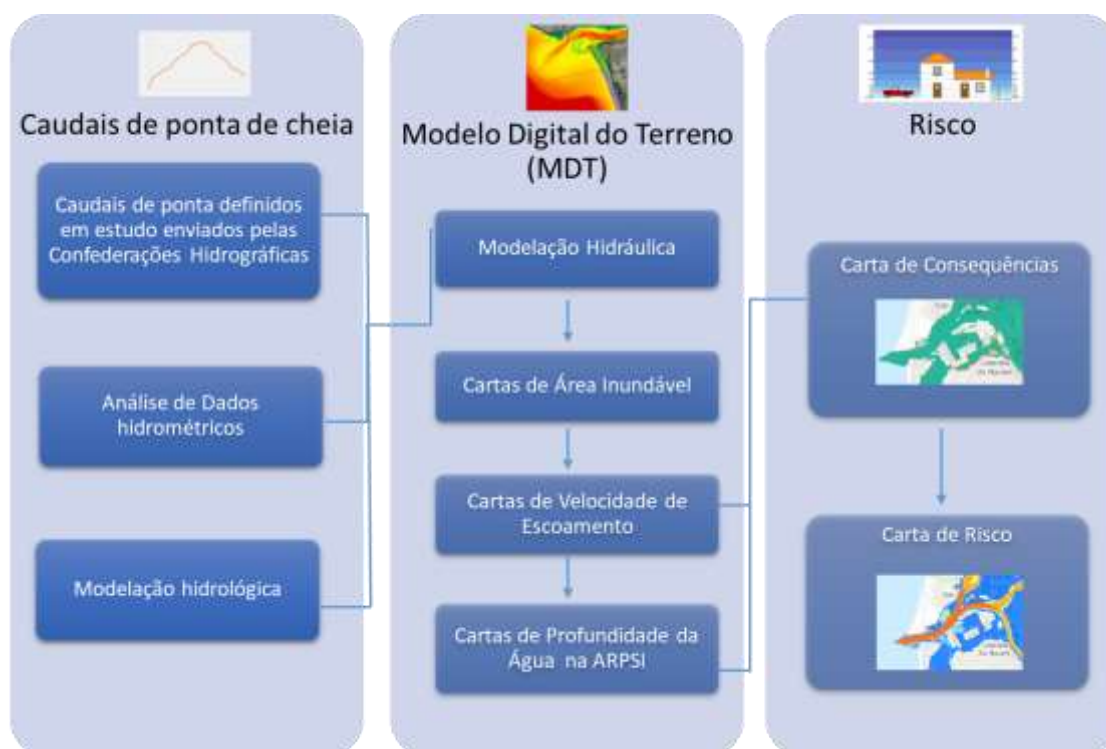 Caudais de ponta de cheia
Caudais de ponta definidos
em estudo enviados pelas
Confederações Hidrográficas
Análise de Dados
hidrométricos
Modelação hidrológica
Modelo Digital do Terreno
(MDT)
Modelação Hidráulica
Cartas de Área Inundável
Cartas de Velocidade de
Escoamento
Cartas de Profundidade da
Água na ARPSI
Risco
Carta de Consequências
Carta de Risco